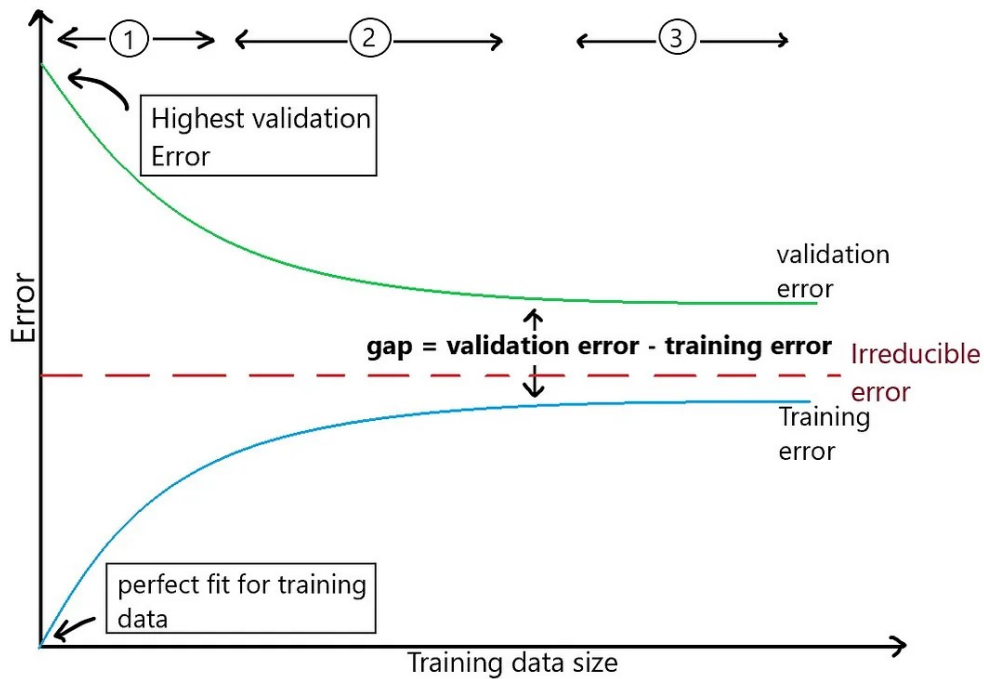 1
2
3
Highest validation
Error
validation
error
gap = validation error - training error
Irreducible
error
Training
error
perfect fit for training
data
Error
Training data size